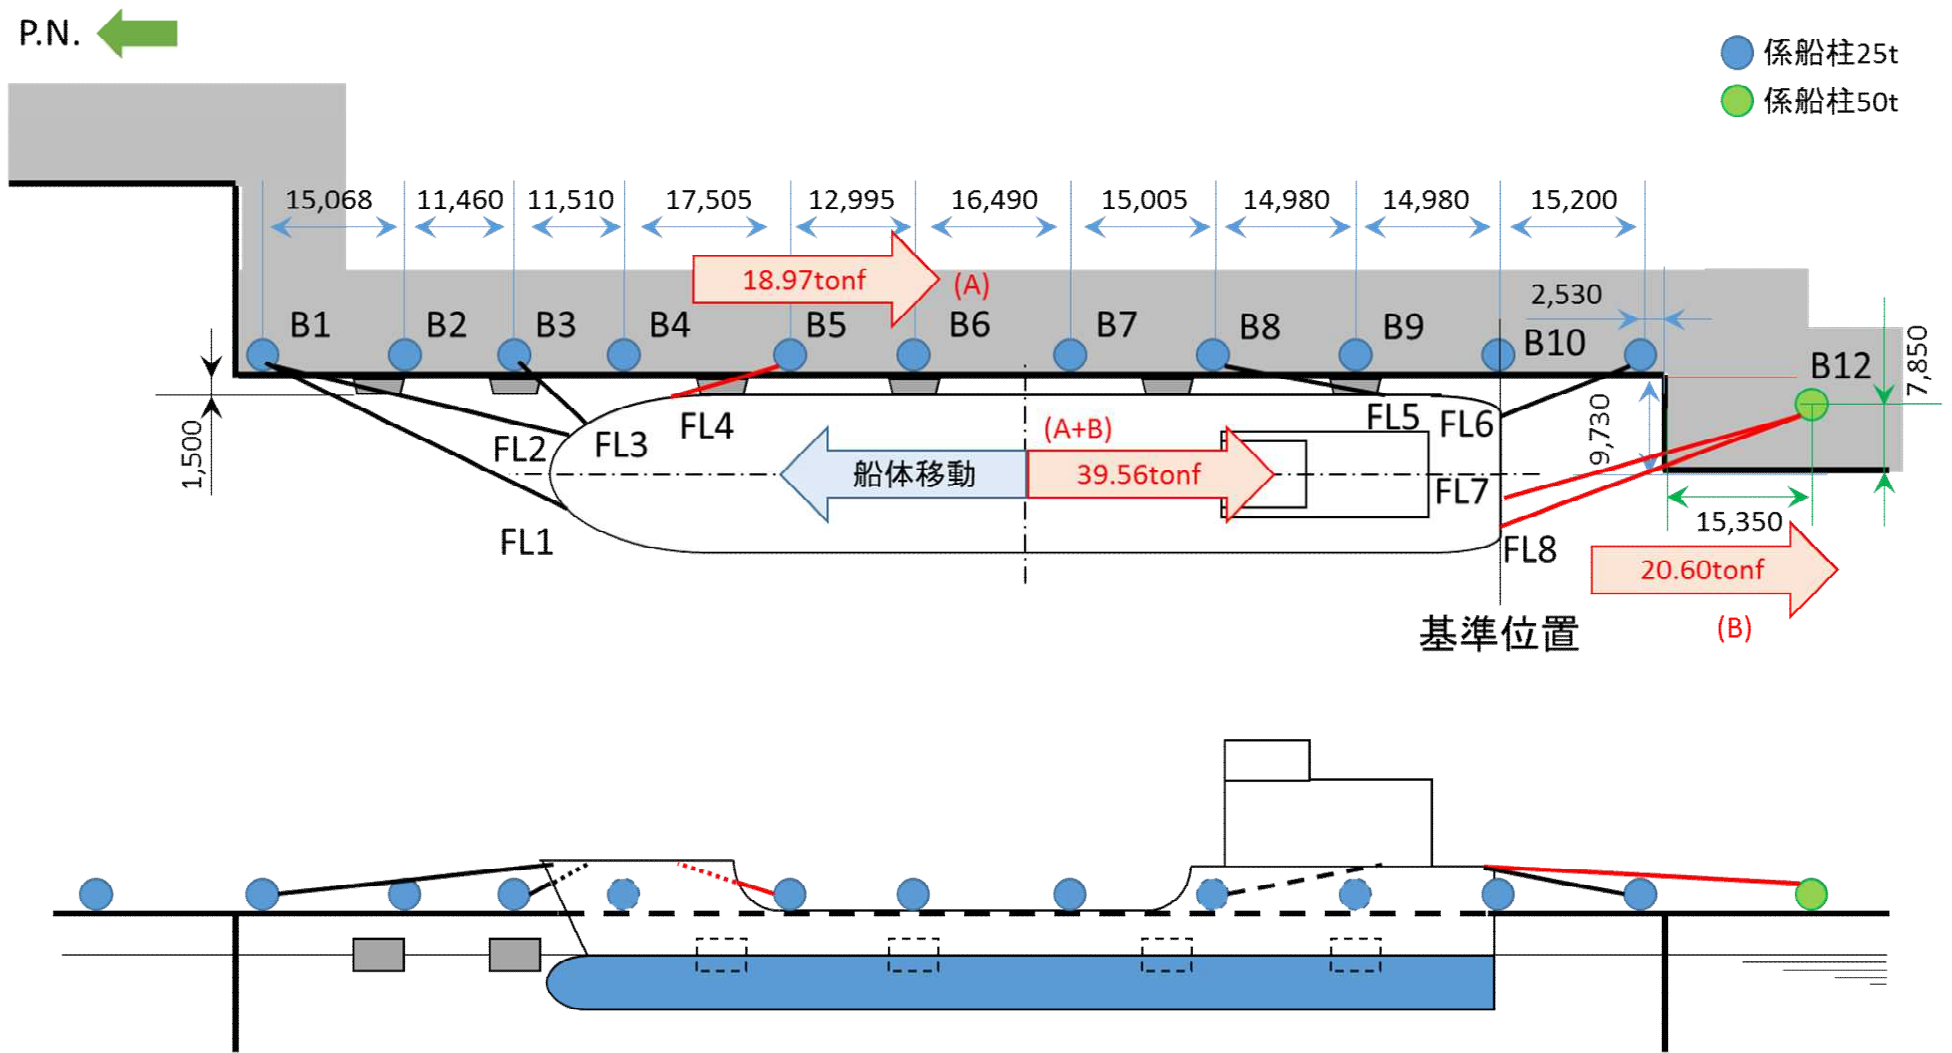 P.N.
係船柱25t
係船柱50t
15,068
11,460
11,510
17,505
12,995
16,490
15,005
14,980
14,980
15,200
18.97tonf
(A)
2,530
B1
B2
B3
B4
B5
B6
B7
B8
B9
B10
B12
7,850
1,500
9,730
FL1
FL2
FL3
FL4
FL5
FL6
FL7
FL8
(A+B)
船体移動
39.56tonf
15,350
20.60tonf
(B)
基準位置